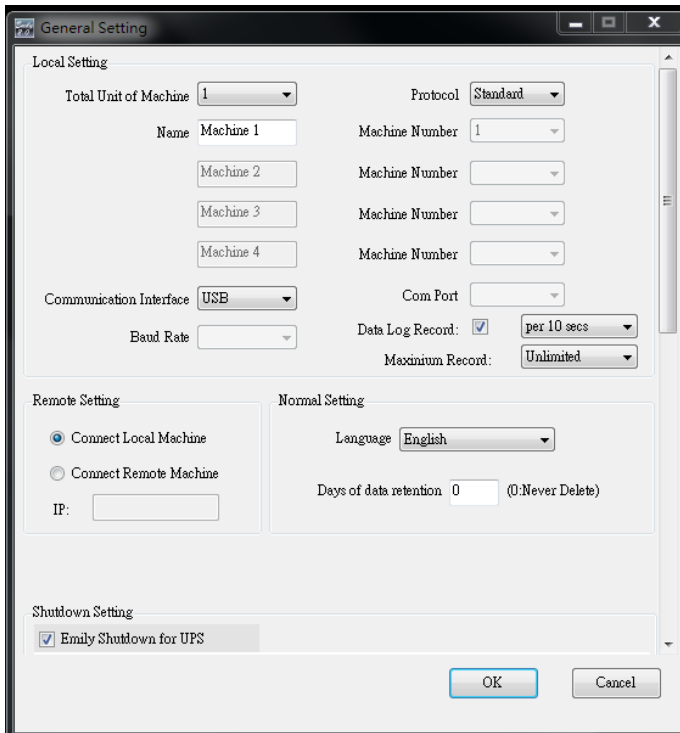 General Setting
Local Setting
Total Unit of Machine 1 Protocol Standard
Name Machine 1 Machine Number 1
Machine 2 Machine Number
Machine 3 Machine Number
Machine 4 Machine Number
Communication Interface USB Com Port
Baud Rate Data Log Record: per 10 secs
Maxinium Record: Unlimited
Remote Setting Normal Setting
Connect Local Machine Language English
Connect Remote Machine
Days of data retention 0 (0:Never Delete)
IP:
Shutdown Setting
Emily Shutdown for UPS
OK Cancel